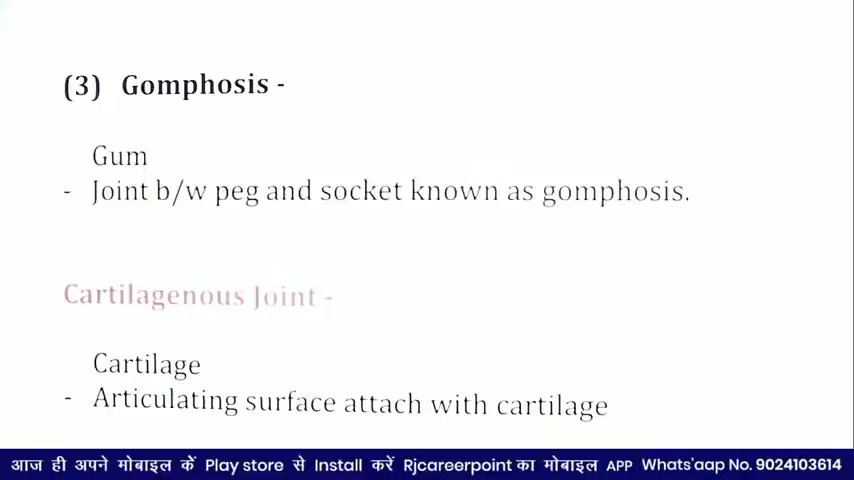 (3) Gomphosis -
Gum
- Joint b/w peg and socket known as gomphosis.
Cartilagenous Joint -
Cartilage
- Articulating surface attach with cartilage
आज ही अपने मोबाइल कें Play store से Install करें Rjcareerpoint का मोबाइल APP Whats'aap No. 9024103614